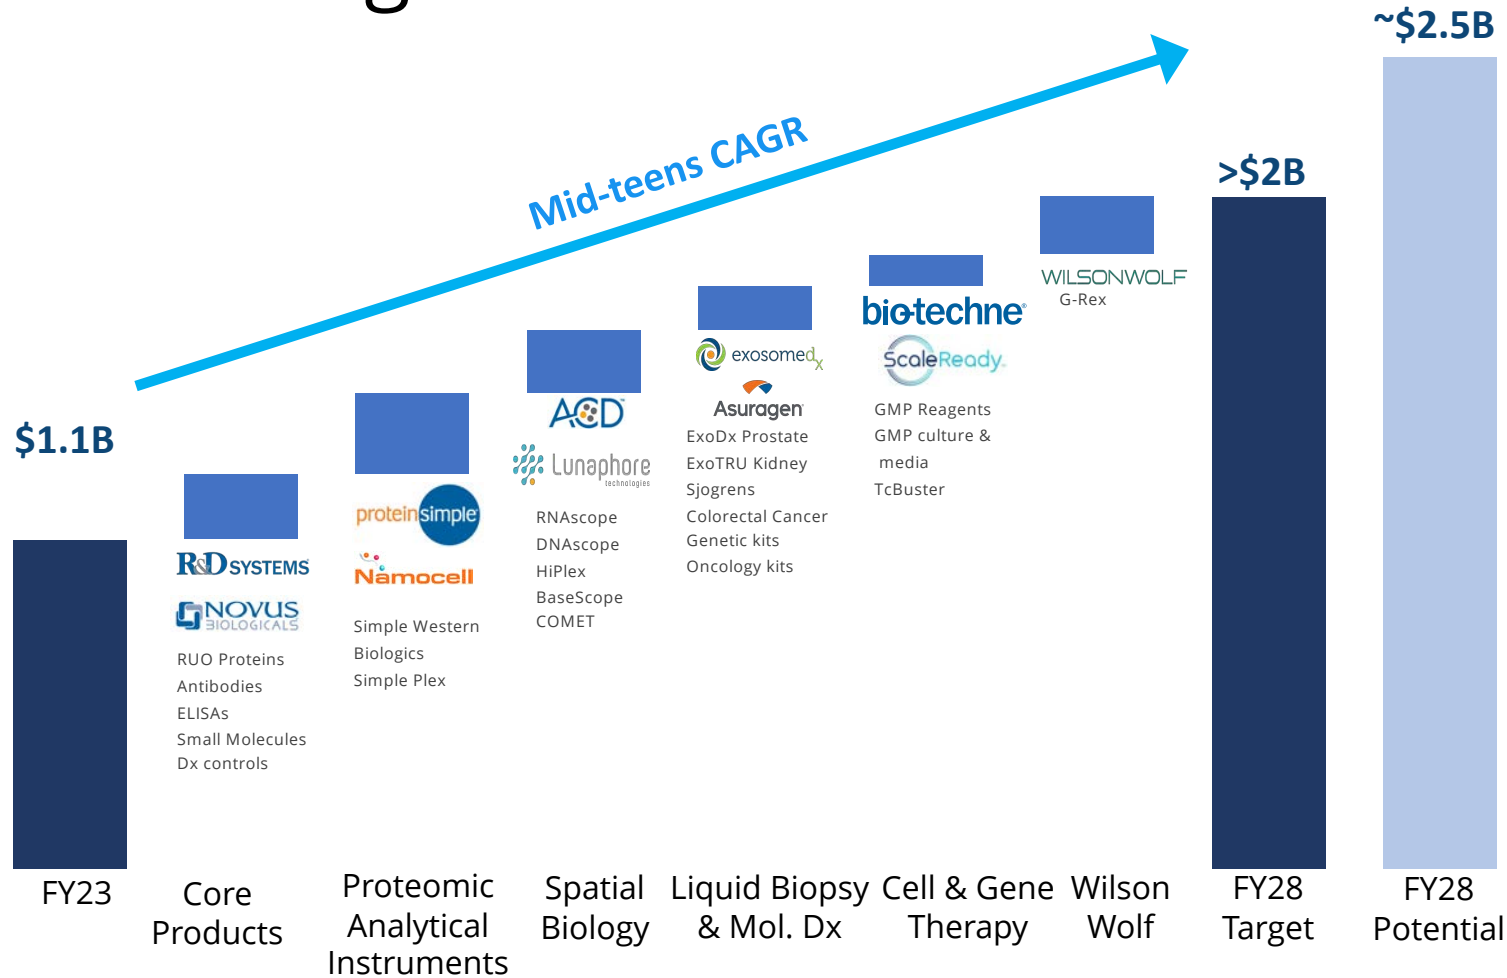 ~$2.5B
>$2B
Mid-teens CAGR
$1.1B
R&D SYSTEMS
NOVUS
BIOLOGICALS
RUO Proteins
Antibodies
ELISAs
Small Molecules
Dx controls
proteinsimple
Namocell
Simple Western
Biologics
Simple Plex
ACD™
Lunaphore
technologies
RNAscope
DNAscope
HiPlex
BaseScope
COMET
exosomedx
Asuragen
ExoDx Prostate
ExoTRU Kidney
Sjogrens
Colorectal Cancer
Genetic kits
Oncology kits
bio-techne®
ScaleReady.
GMP Reagents
GMP culture &
media
TcBuster
WILSONWOLF
G-Rex
FY23
Core
Products
Proteomic
Analytical
Instruments
Spatial
Biology
Liquid Biopsy
& Mol. Dx
Cell & Gene
Therapy
Wilson
Wolf
FY28
Target
FY28
Potential